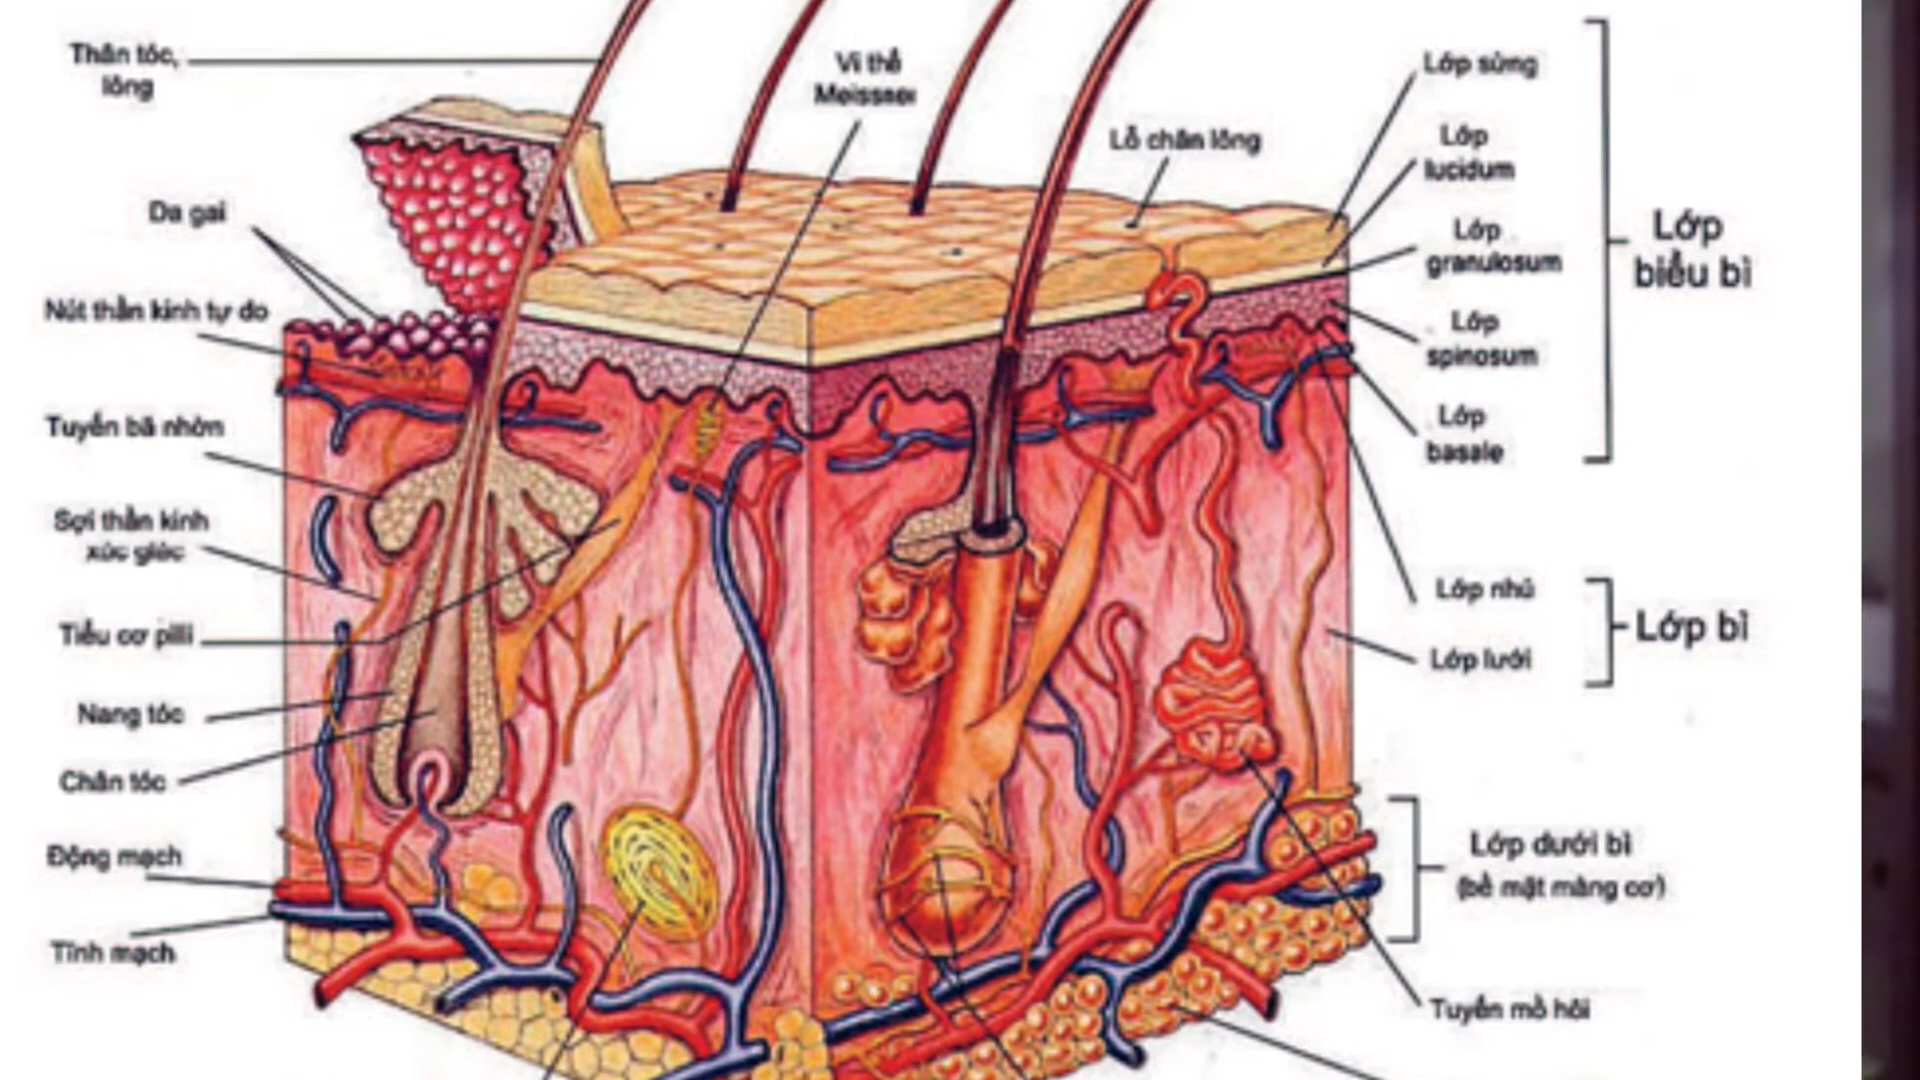 Thân tóc,
lông
Da gai
Nút thần kinh tự do
Tuyến bã nhờn
Sợi thần kinh
xúc giác
Tiểu cơ pili
Nang tóc
Chân tóc
Động mạch
Tĩnh mạch
Vi thể
Meissner
Lỗ chân lông
Lớp sừng
Lớp
lucidum
Lớp
granulosum
Lớp
spinosum
Lớp
basale
Lớp
biểu bì
Lớp nhú
Lớp lưới
Lớp bì
Lớp dưới bì
(bề mặt màng cơ)
Tuyến mồ hôi